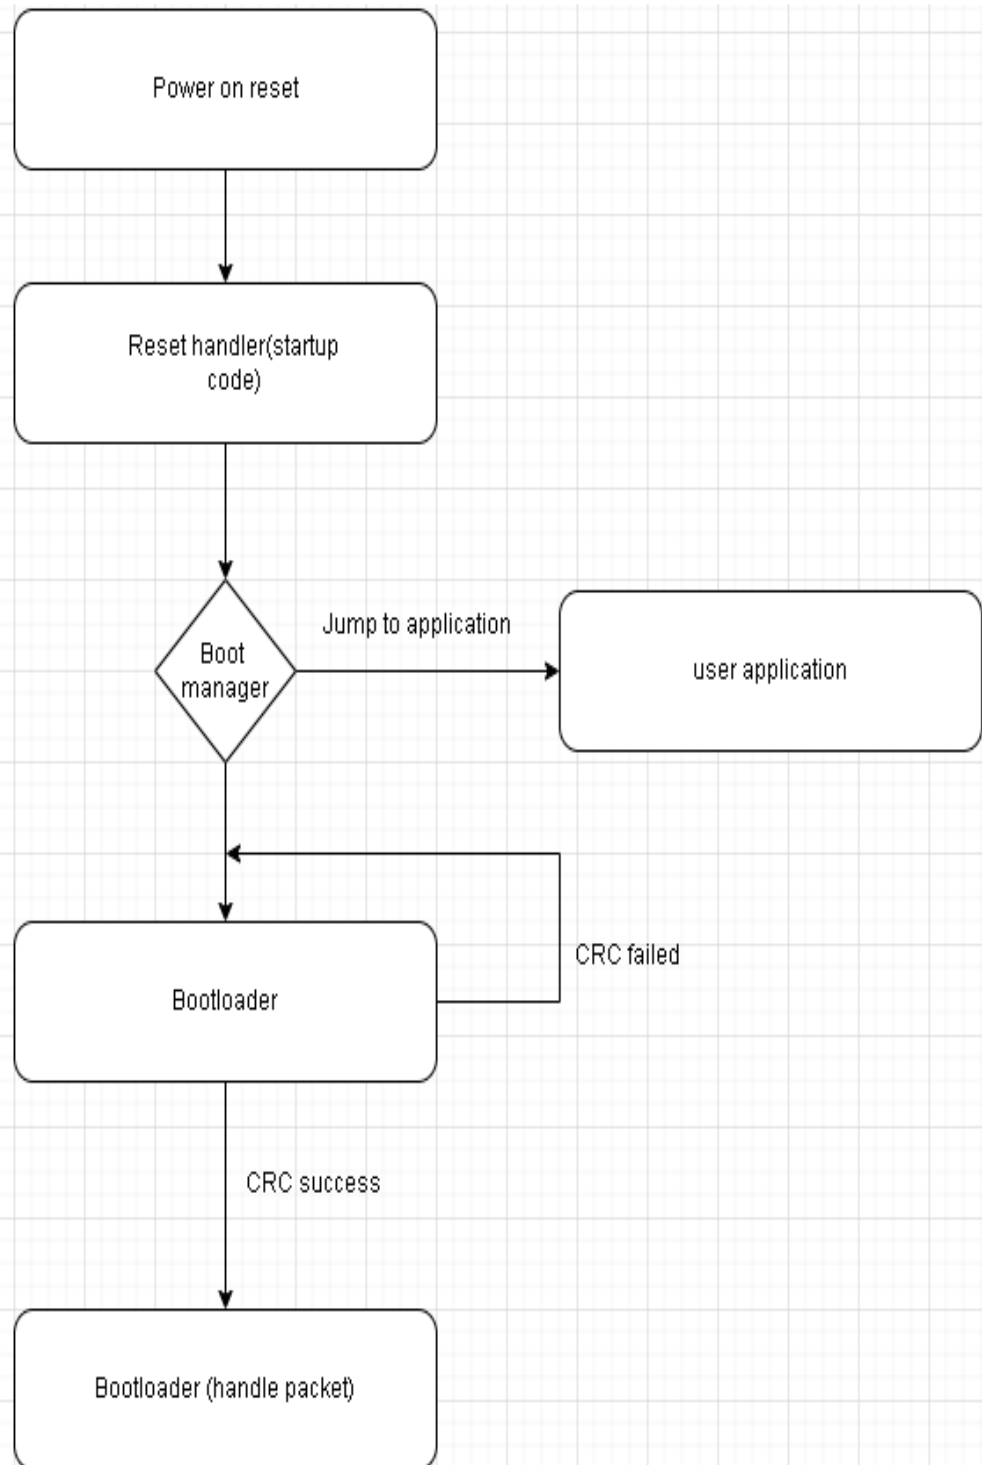 Power on reset
Reset handler(startup
code)
Boot
manager
Jump to application
user application
CRC failed
Bootloader
CRC success
Bootloader (handle packet)